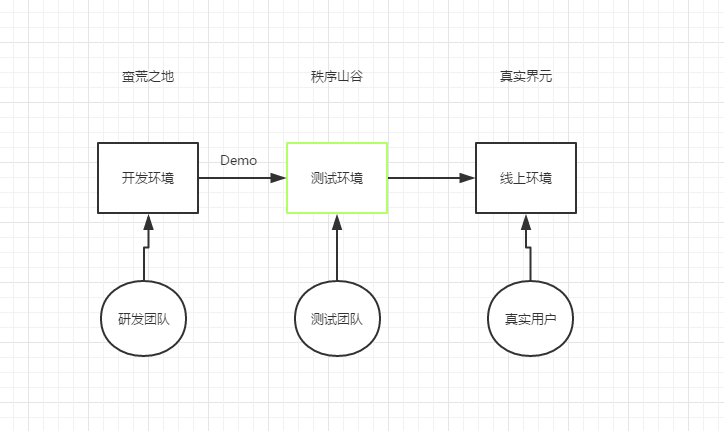 蛮荒之地
秩序山谷
真实界元
Demo
开发环境
测试环境
线上环境
研发团队
测试团队
真实用户